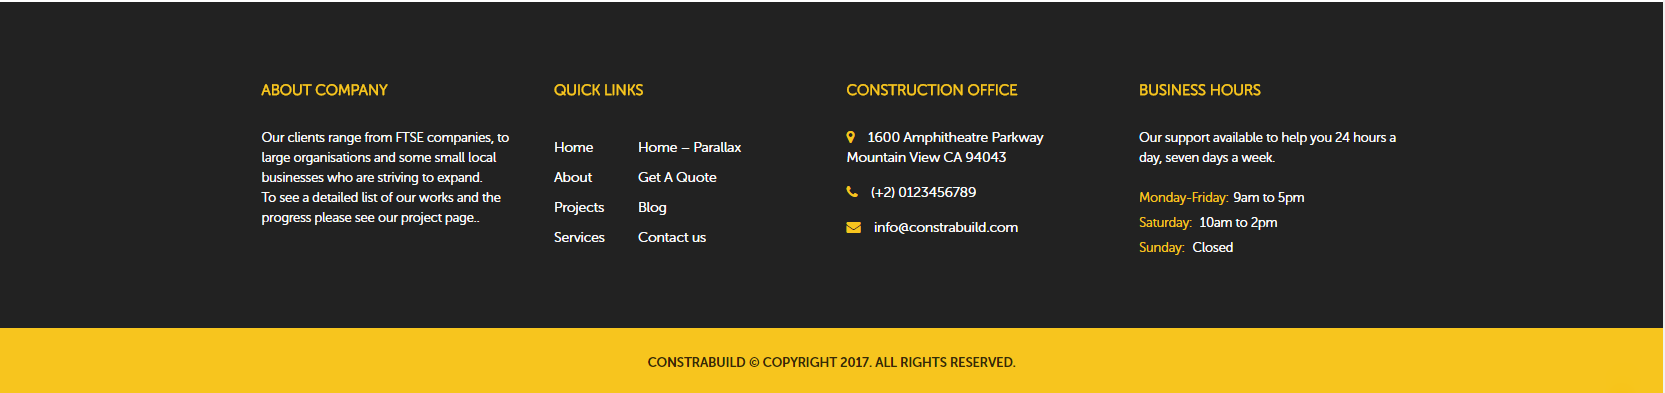 ABOUT COMPANY
Our clients range from FTSE companies, to
large organisations and some small local
businesses who are striving to expand.
To see a detailed list of our works and the
progress please see our project page..
QUICK LINKS
Home
About
Projects
Services
Home – Parallax
Get A Quote
Blog
Contact us
CONSTRUCTION OFFICE
1600 Amphitheatre Parkway
Mountain View CA 94043
(+2) 0123456789
info@constrabuild.com
BUSINESS HOURS
Our support available to help you 24 hours a
day, seven days a week.
Monday-Friday: 9am to 5pm
Saturday: 10am to 2pm
Sunday: Closed
CONSTRABUILD © COPYRIGHT 2017. ALL RIGHTS RESERVED.